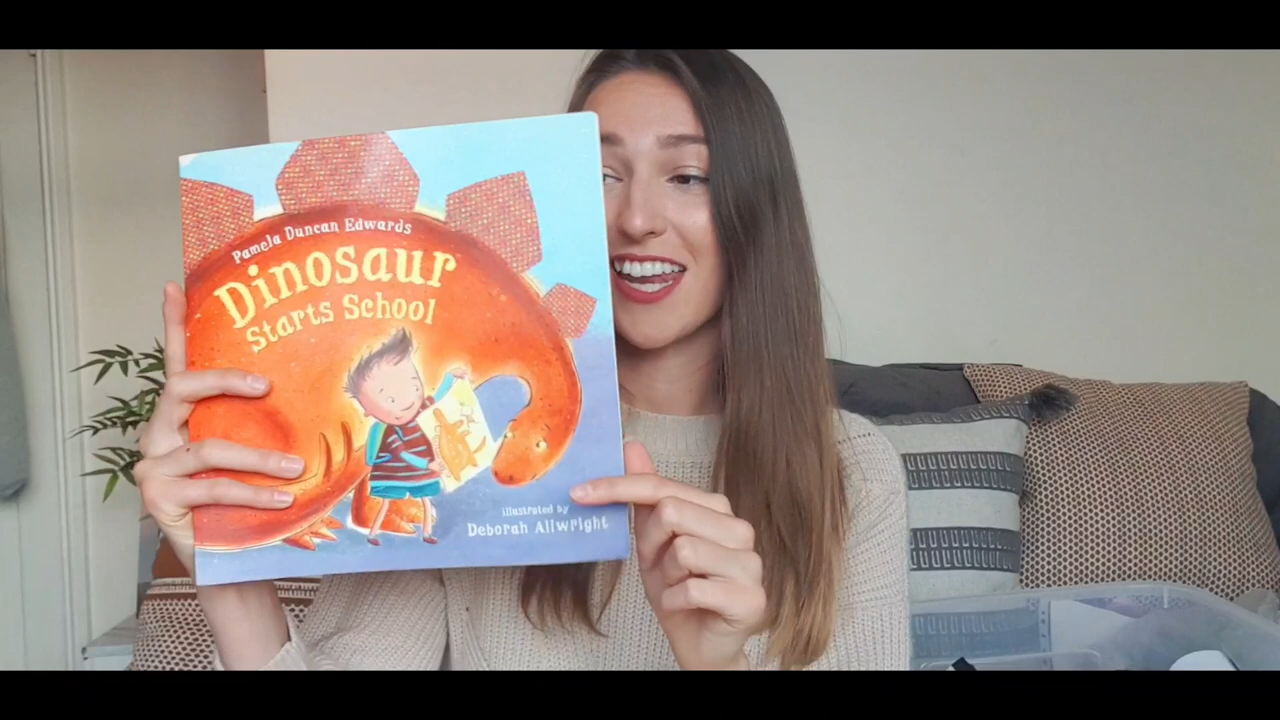 Pamela Duncan Edwards
Dinosaur
Starts School
illustrated by
Deborah Allwright